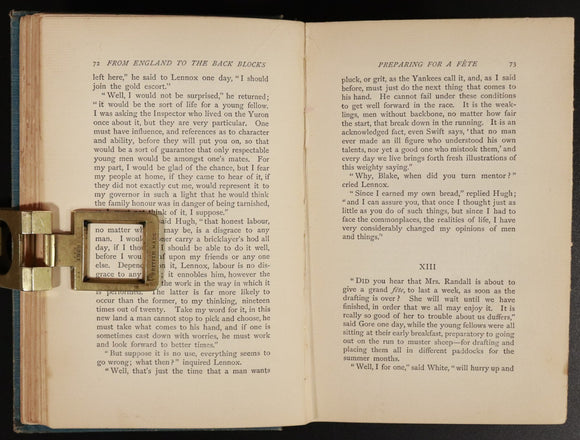 72 FROM ENGLAND TO THE BACK BLOCKS
left here," he said to Lennox one day, "I should
join the gold escort."
"Well, I would not be surprised," he returned;
"it would be the sort of life for a young fellow.
I was asking the Inspector who lived on the Yuron
once about it, but they are very particular. One
must have influence, and references as to character
and ability, before they will put you on, so that
would be a sort of guarantee that only respectable
young men would be amongst one's mates. For
my part, I would be glad of the chance, but I fear
my people at home, if they came to hear of it, if
they did not exactly cut me, would represent it to
my governor in such a light that he would think
the family honour was in danger of being tarnished,
think of it, I suppose."
said Hugh, "that honest labour,
no matter what may be, is a disgrace to any
man. I would carry a bricklayer's hod all
day, if I should be able to do it well,
before I would upon my friends or any one
else. Depend on it, Lennox, labour is no dis-
grace to any it ennobles him, however the
the work in the way in which it
is performed. The latter is far more likely to
occur than the former, to my thinking, nineteen
times out of twenty. Take my word for it, in this
new land a man cannot stop to pick and choose, he
must take what comes to his hand, and if one is
sometimes cast down with worries, he must work
and look forward to better times."
"But suppose it is no use, everything seems to
go wrong; what then?" inquired Lennox.
"Well, that's just the time that a man wants
PREPARING FOR A FÊTE 73
pluck, or grit, as the Yankees call it, and, as I said
before, must just do the next thing that comes to
his hand. He cannot fail under these conditions
to get well forward in the race. It is the weak-
lings, men without backbone, no matter how fair
the start, that break down in the running. It is an
acknowledged fact, even Swift says, 'that no man
ever made an ill figure who understood his own
talents, nor yet a good one who mistook them,' and
every day we live brings forth fresh illustrations of
this weighty saying."
"Why, Blake, when did you turn mentor?"
cried Lennox.
"Since I earned my own bread," replied Hugh;
"and I can assure you, that once I thought just as
little as you do of such things, but since I had to
face the commonplaces, the realities of life, I have
very considerably changed my opinions of men
and things."
XIII
"DID you hear that Mrs. Randall is about to
give a grand fête, to last a week, as soon as the
drafting is over? She will wait until we have
finished, in order that we all may enjoy it. It is
really so good of her to trouble about us duffers,"
said Gore one day, while the young fellows were all
sitting at their early breakfast, preparatory to going
out on the run to muster sheep—for drafting and
placing them all in different paddocks for the
summer months.
"Well, I for one," said White, "will hurry up and